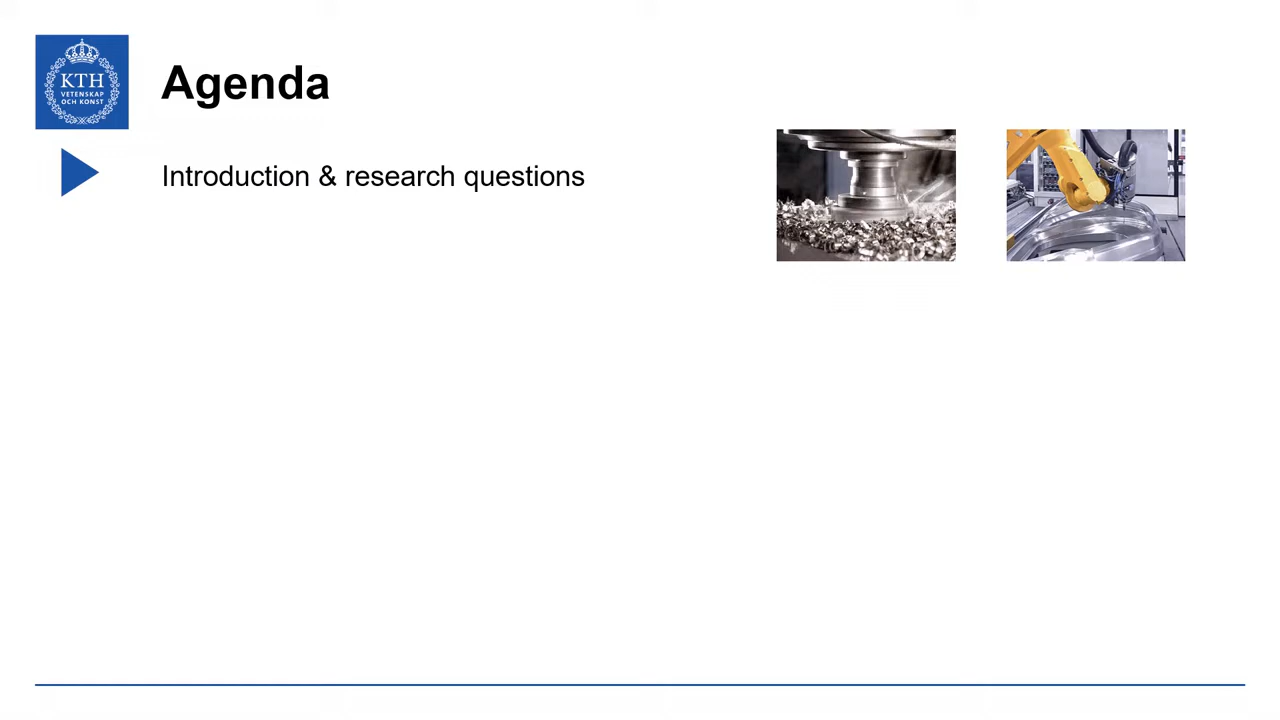 KTH
VETENSKAP
OCH KONST
Agenda
Introduction & research questions